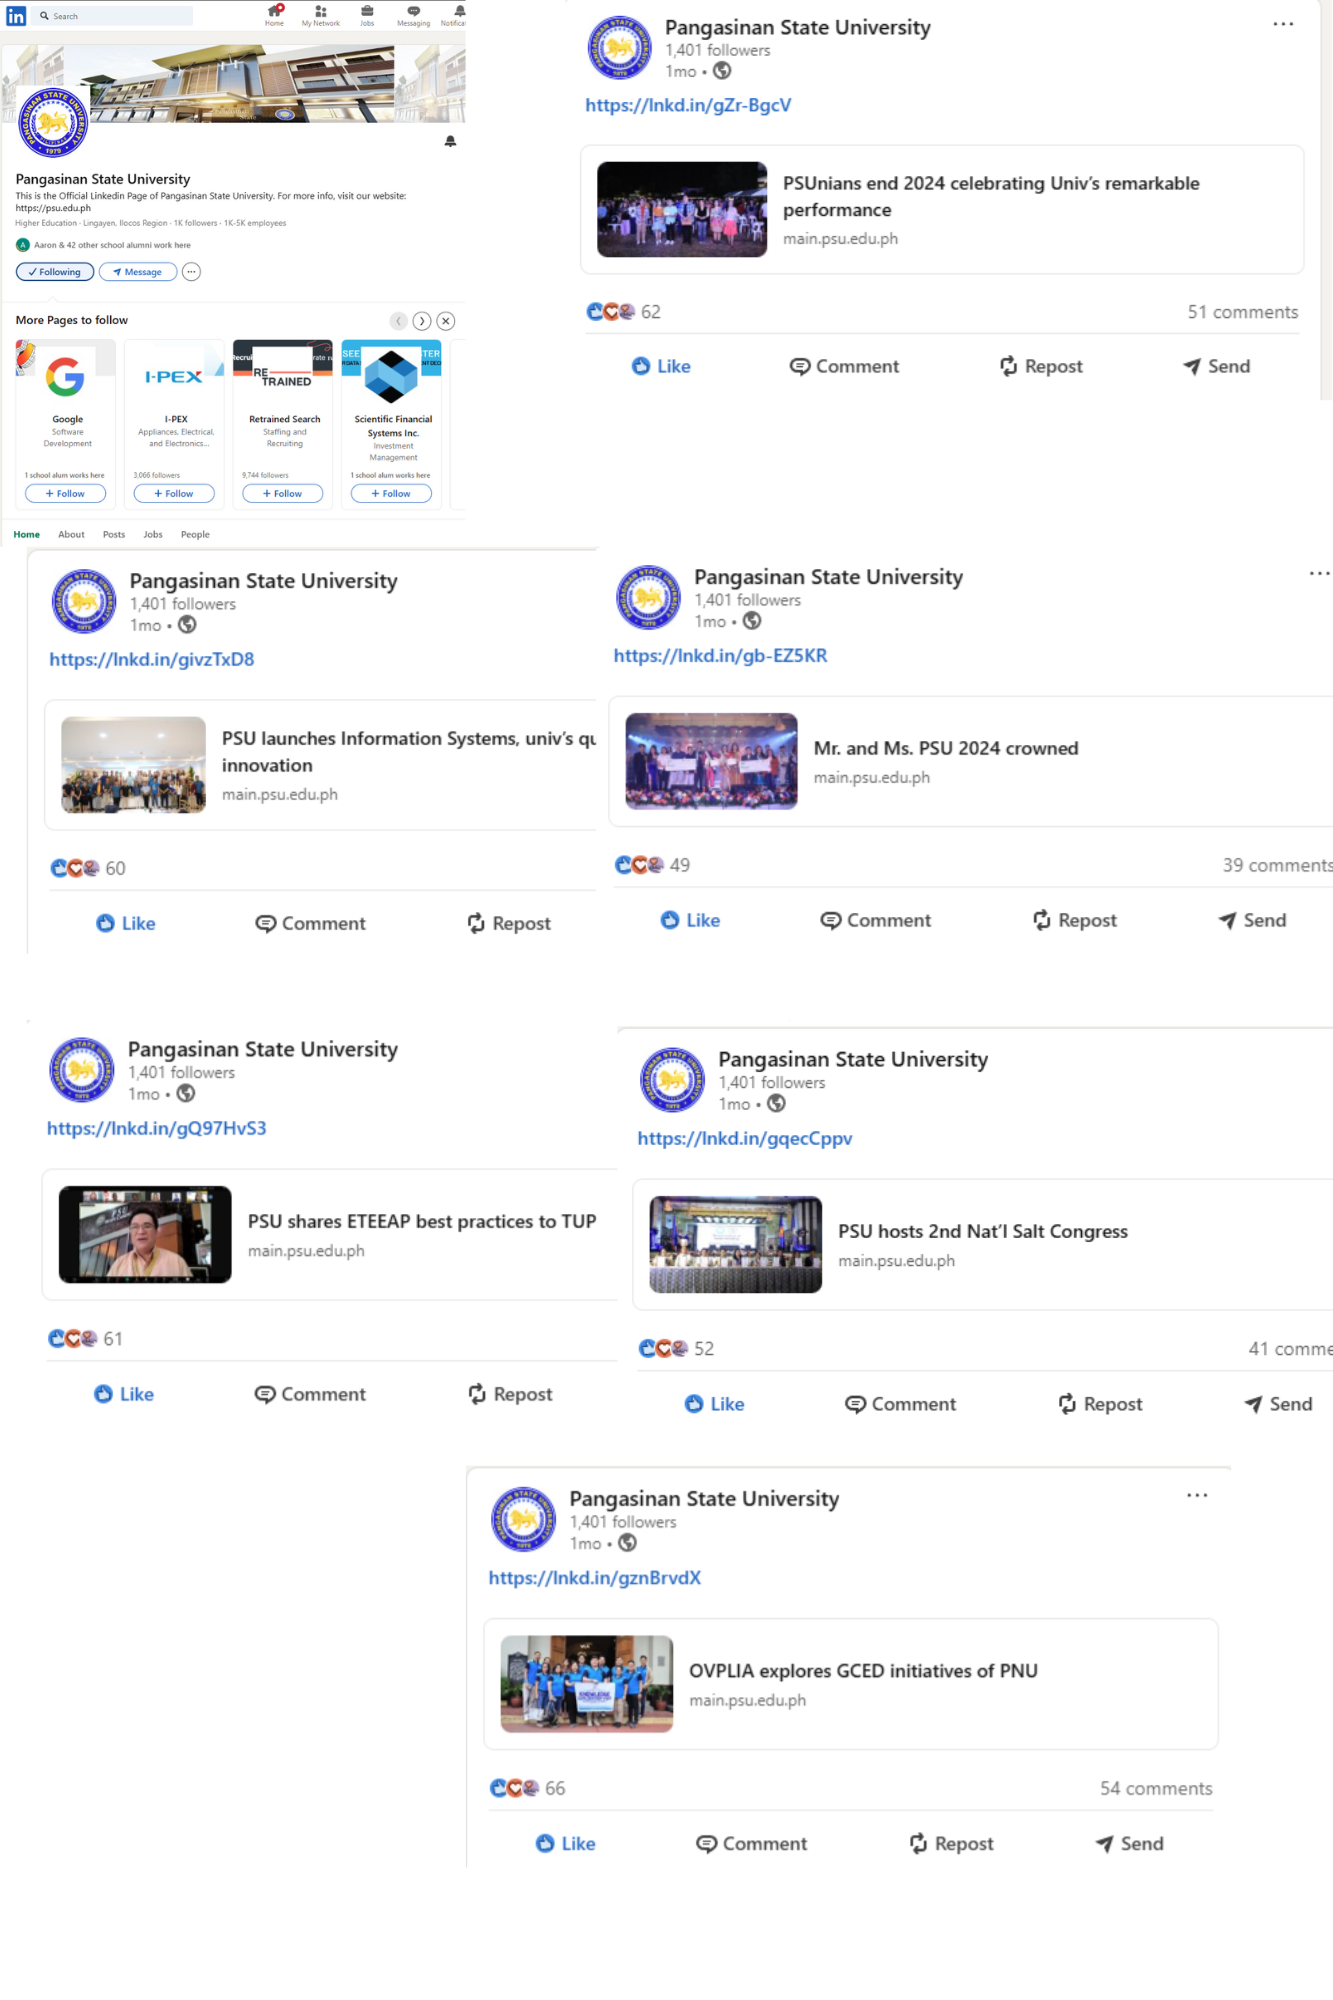 in
Search
Home
My Network
Jobs
Messaging
Notificat
PANGASINAN STATE UNIVERSITY
1979
Pangasinan State University
This is the Official Linkedin Page of Pangasinan State University. For more info, visit our website:
https://psu.edu.ph
Higher Education · Lingayen, Ilocos Region · 1K followers · 1K-5K employees
A
Aaron & 42 other school alumni work here
Following
Message
More Pages to follow
G
I-PEX
RE
TRAINED
Google
Software
Development
1 school alum works here
+ Follow
I-PEX
Appliances, Electrical,
and Electronics...
3,066 followers
+ Follow
Retrained Search
Staffing and
Recruiting
9,744 followers
+ Follow
Scientific Financial
Systems Inc.
Investment
Management
1 school alum works here
+ Follow
Home
About
Posts
Jobs
People
Pangasinan State University
1,401 followers
1mo •
https://lnkd.in/gZr-BgcV
PSUnians end 2024 celebrating Univ's remarkable
performance
main.psu.edu.ph
62
51 comments
Like
Comment
Repost
Send
Pangasinan State University
1,401 followers
1mo •
https://lnkd.in/givzTxD8
PSU launches Information Systems, univ's qu
innovation
main.psu.edu.ph
60
Like
Comment
Repost
Pangasinan State University
1,401 followers
1mo •
https://lnkd.in/gb-EZ5KR
Mr. and Ms. PSU 2024 crowned
main.psu.edu.ph
49
39 comments
Like
Comment
Repost
Send
Pangasinan State University
1,401 followers
1mo •
https://lnkd.in/gQ97HvS3
PSU shares ETEEAP best practices to TUP
main.psu.edu.ph
61
Like
Comment
Repost
Pangasinan State University
1,401 followers
1mo •
https://lnkd.in/gqecCppv
PSU hosts 2nd Nat'l Salt Congress
main.psu.edu.ph
52
41 comme
Like
Comment
Repost
Send
Pangasinan State University
1,401 followers
1mo •
https://lnkd.in/gznBrvdX
OVPLIA explores GCED initiatives of PNU
main.psu.edu.ph
66
54 comments
Like
Comment
Repost
Send